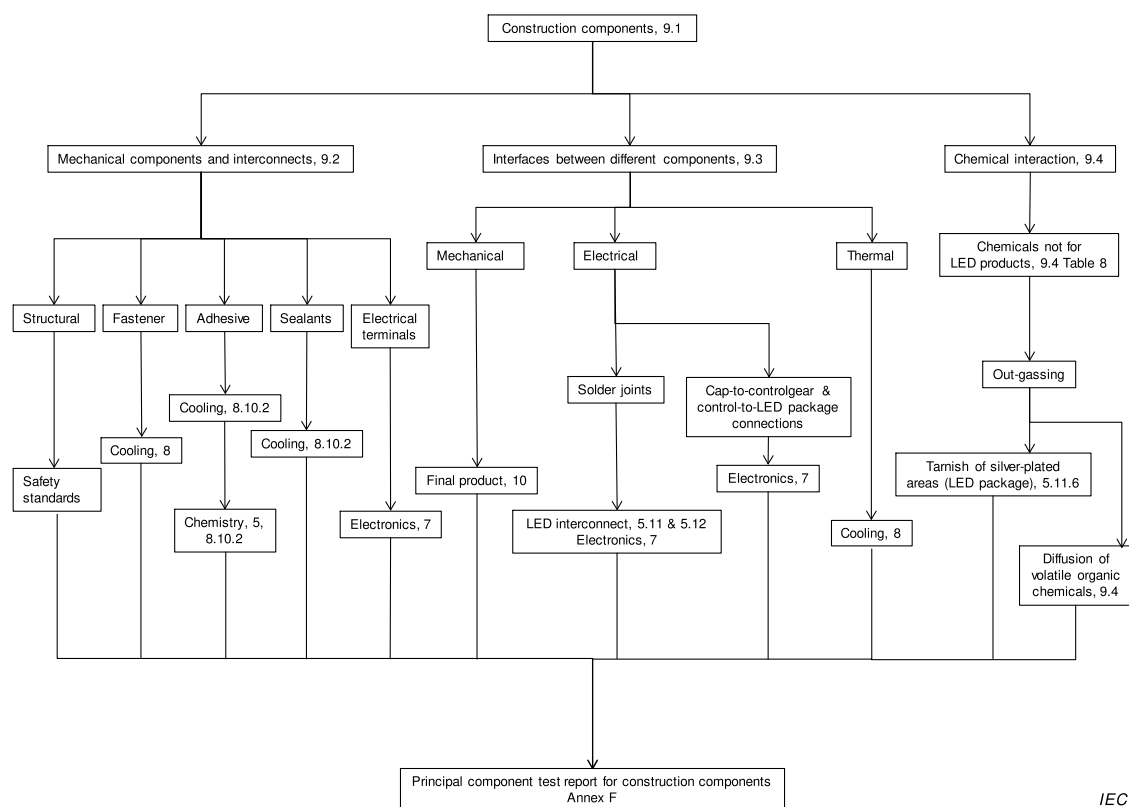 Construction components, 9.1
Mechanical components and interconnects, 9.2
Interfaces between different components, 9.3
Chemical interaction, 9.4
Mechanical
Electrical
Thermal
Chemicals not for
LED products, 9.4 Table 8
Structural
Fastener
Adhesive
Sealants
Electrical
terminals
Out-gassing
Solder joints
Cap-to-controlgear &
control-to-LED package
connections
Cooling, 8.10.2
Cooling, 8
Cooling, 8.10.2
Safety
standards
Final product, 10
Electronics, 7
Tarnish of silver-plated
areas (LED package), 5.11.6
Chemistry, 5,
8.10.2
Electronics, 7
LED interconnect, 5.11 & 5.12
Electronics, 7
Cooling, 8
Diffusion of
volatile organic
chemicals, 9.4
Principal component test report for construction components
Annex F
IEC